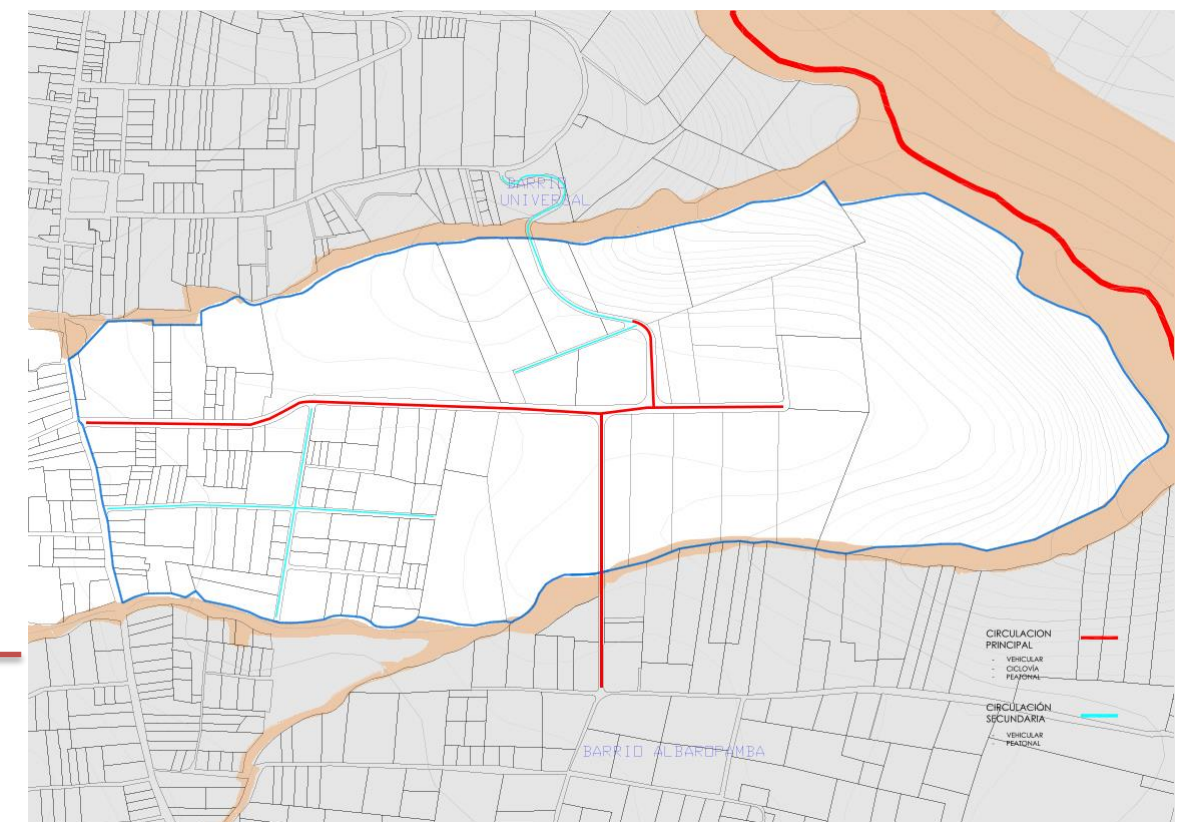 BARRIO
UNIVERSAL
CIRCULACION
PRINCIPAL
- VEHICULAR
- CICLOVÍA
- PEATONAL
CIRCULACIÓN
SECUNDARIA
- VEHICULAR
- PEATONAL
BARRIO ALBAROPAMBA